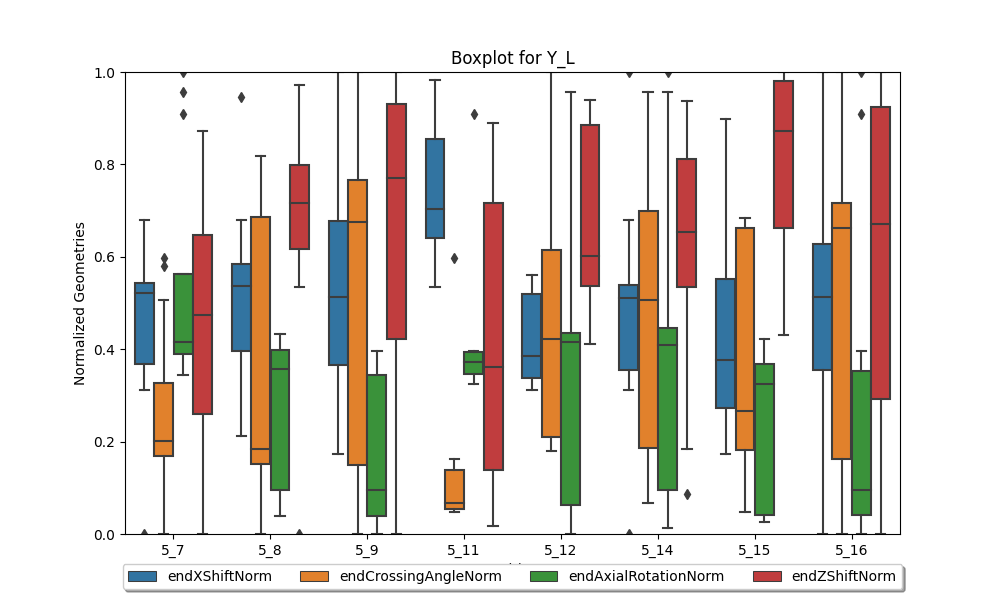 Boxplot for Y_L
1.0
0.8
0.6
0.4
0.2
0.0
Normalized Geometries
5_7 5_8 5_9 5_11 5_12 5_14 5_15 5_16
endXShiftNorm endCrossingAngleNorm endAxialRotationNorm endZShiftNorm